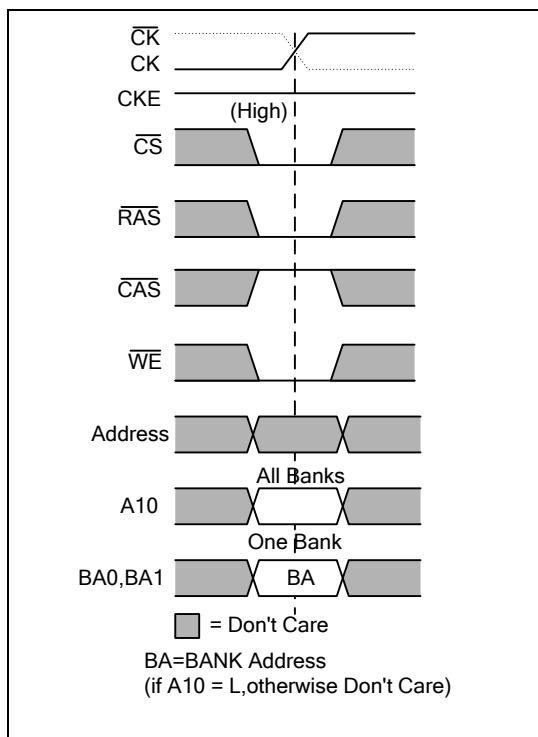 CK
CK
CKE
(High)
CS
RAS
CAS
WE
Address
All Banks
A10
One Bank
BA0,BA1
BA
= Don't Care
BA=BANK Address
(if A10 = L,otherwise Don't Care)